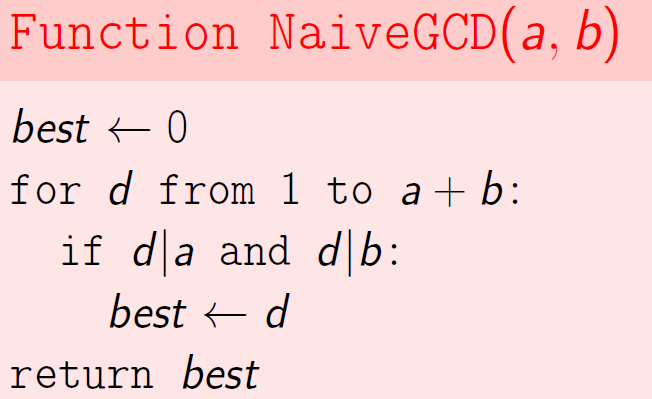 Function NaiveGCD(a, b)
best ← 0
for d from 1 to a + b:
if d|a and d|b:
best ← d
return best